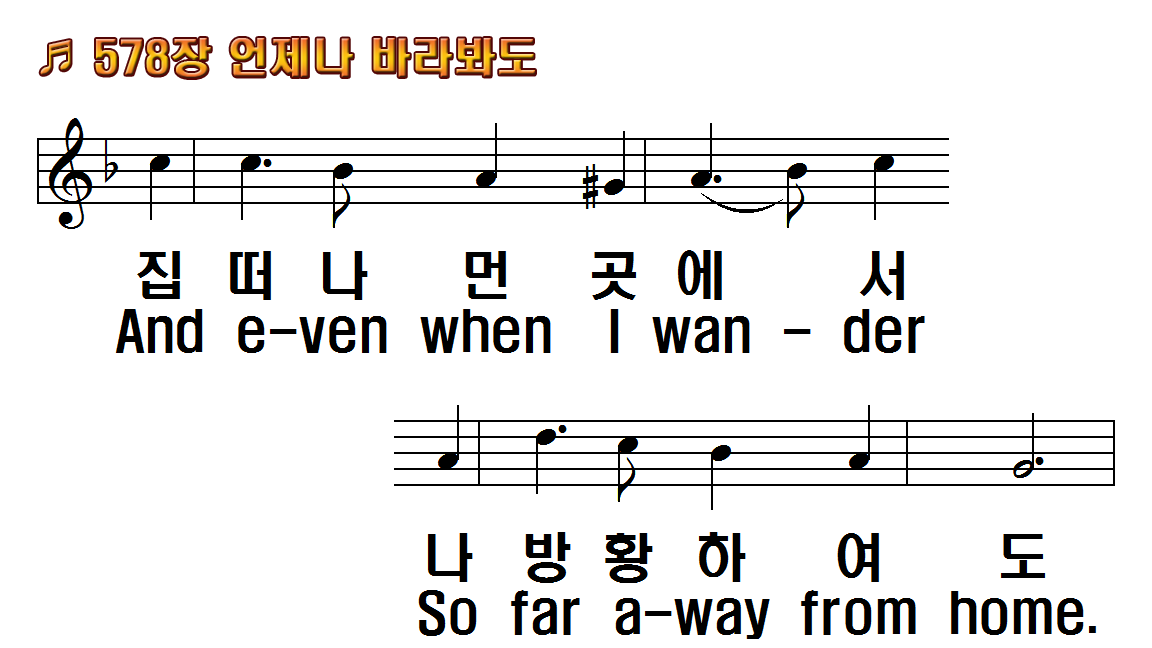 578장 언제나 바라봐도
집 떠 나 먼 곳 에 서
And e-ven when I wan - der
나 방 황 하 여 도
So far a-way from home.